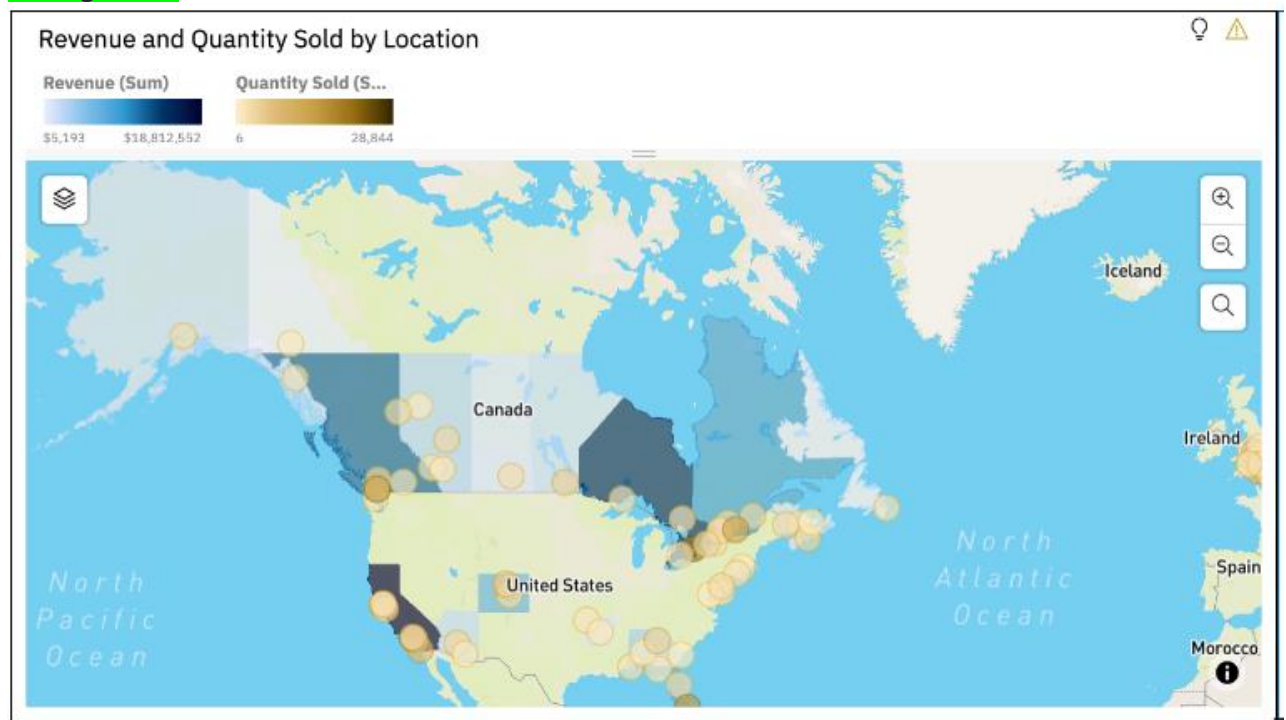 Revenue and Quantity Sold by Location
Revenue (Sum)
Quantity Sold (S...
$5,193 $18,812,552
6 28,844
Iceland
Canada
Ireland
North
Atlantic
Ocean
United States
Spain
North
Pacific
Ocean
Morocco